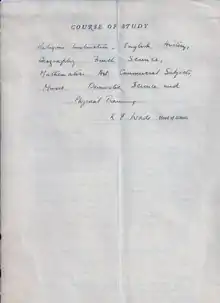 COURSE OF STUDY
Religious Instruction, English, History,
Geography French Science,
Mathematics Art, Commercial Subjects
Music Domestic Science and
Physical Training.
Wade. Head of